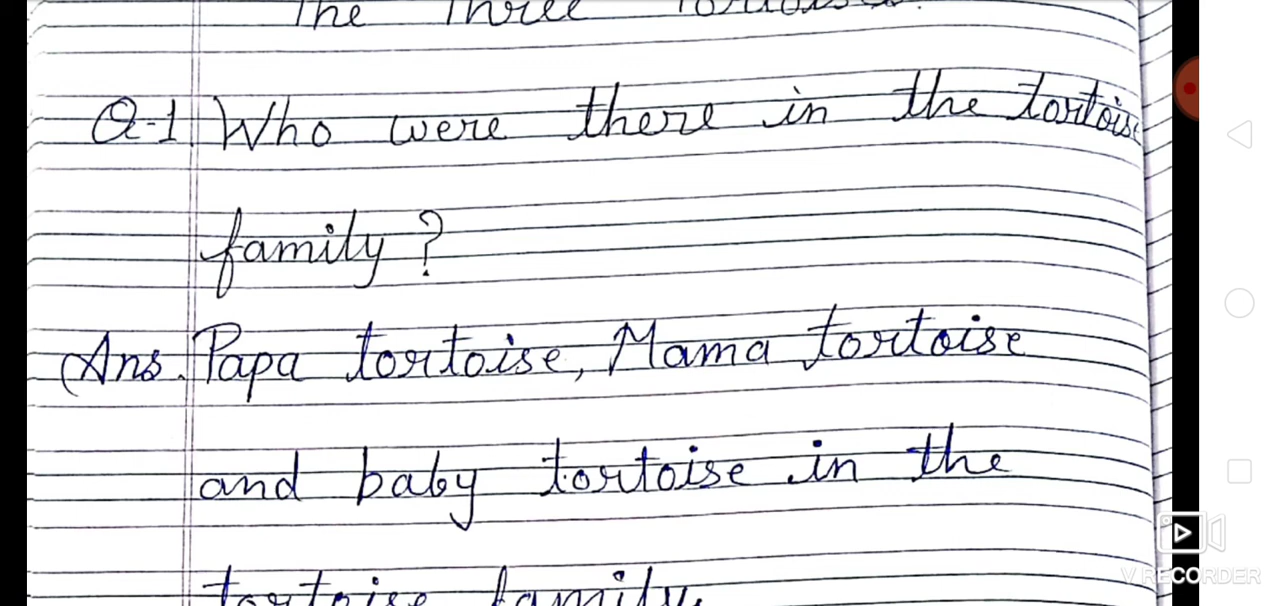 The Three Tortoises.
Q-1. Who were there in the tortoise
family ?
Ans. Papa tortoise, Mama tortoise
and baby tortoise in the
tortoise family.
V RECORDER